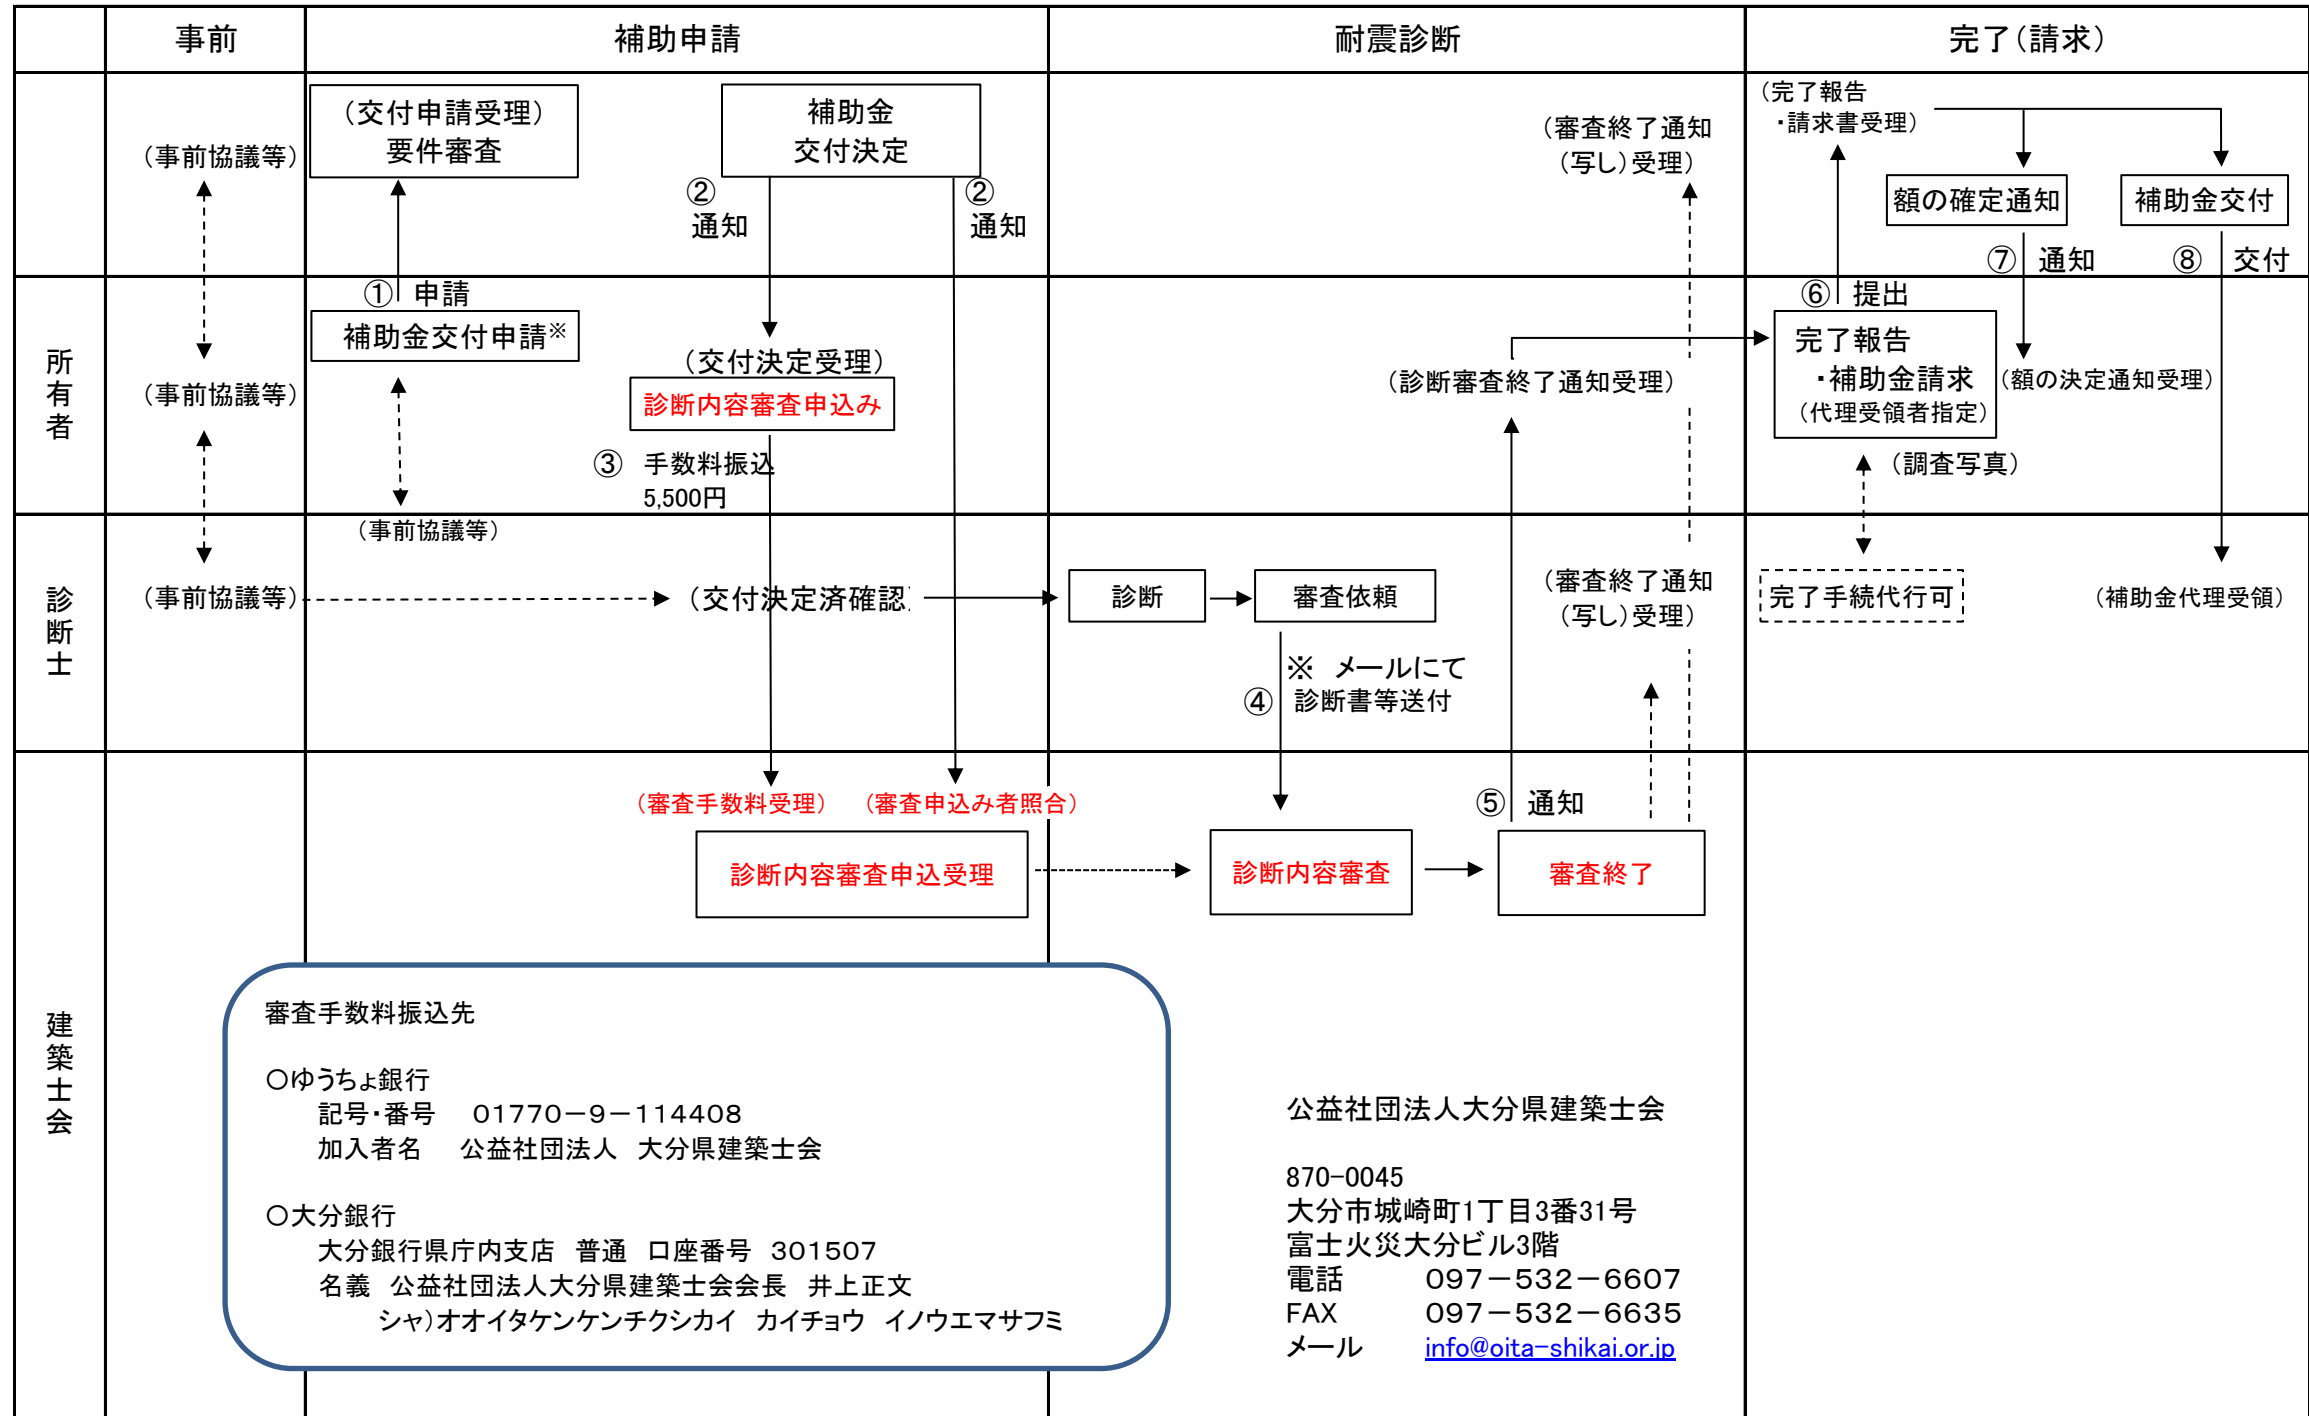 事前
補助申請
耐震診断
完了(請求)
(事前協議等)
(交付申請受理)
要件審査
補助金
交付決定
②
通知
②
通知
(審査終了通知
(写し)受理)
(完了報告
・請求書受理)
額の確定通知
補助金交付
⑦ 通知
⑧ 交付
所有者
(事前協議等)
① 申請
補助金交付申請※
(交付決定受理)
診断内容審査申込み
③ 手数料振込
5,500円
(診断審査終了通知受理)
⑥ 提出
完了報告
・補助金請求
(代理受領者指定)
(額の決定通知受理)
(調査写真)
診断士
(事前協議等)
(事前協議等)
(交付決定済確認)
診断
審査依頼
※ メールにて
④ 診断書等送付
(審査終了通知
(写し)受理)
完了手続代行可
(補助金代理受領)
建築士会
(審査手数料受理)
(審査申込み者照合)
⑤ 通知
診断内容審査申込受理
診断内容審査
審査終了
審査手数料振込先
○ゆうちょ銀行
記号・番号 01770-9-114408
加入者名 公益社団法人 大分県建築士会
○大分銀行
大分銀行県庁内支店 普通 口座番号 301507
名義 公益社団法人大分県建築士会会長 井上正文
シャ)オオイタケンケンチクシカイ カイチョウ イノウエマサフミ
公益社団法人大分県建築士会
870-0045
大分市城崎町1丁目3番31号
富士火災大分ビル3階
電話 097-532-6607
FAX 097-532-6635
メール info@oita-shikai.or.jp